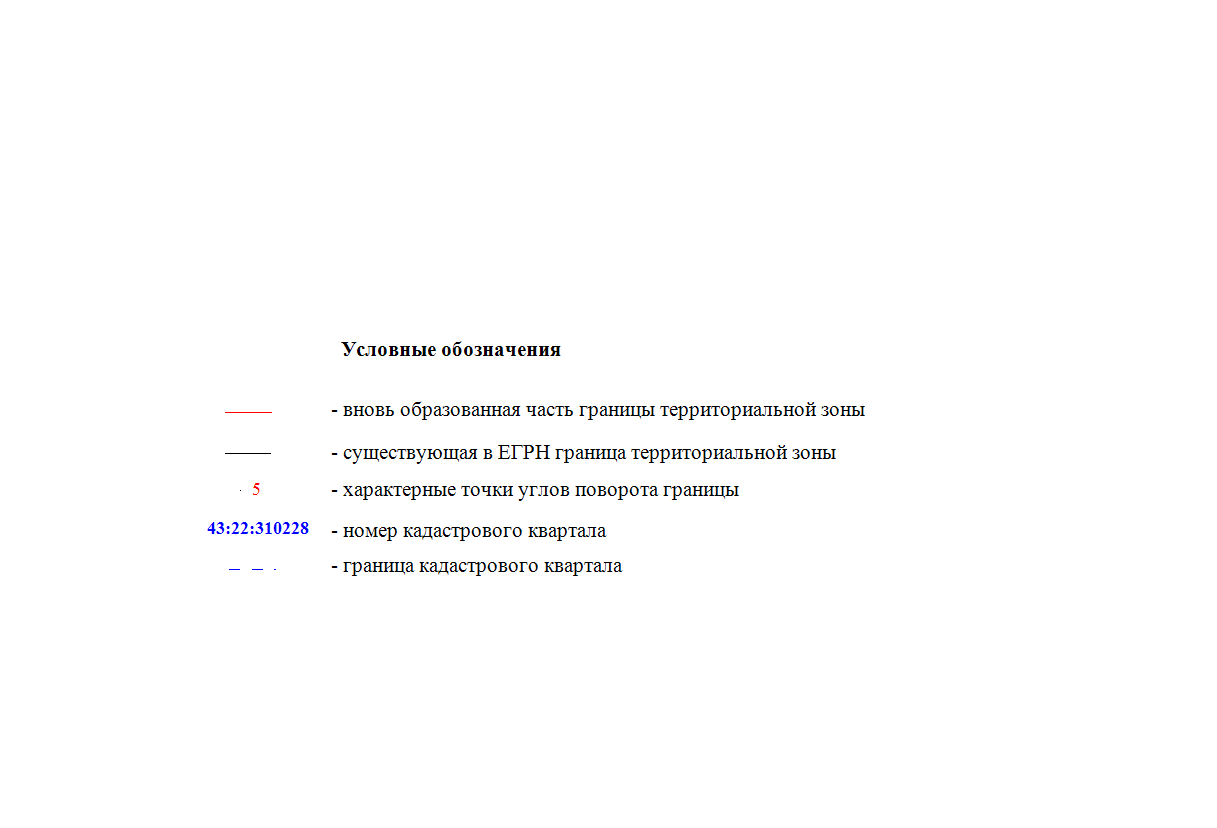 Условные обозначения
- вновь образованная часть границы территориальной зоны
- существующая в ЕГРН граница территориальной зоны
5 - характерные точки углов поворота границы
43:22:310228 - номер кадастрового квартала
- граница кадастрового квартала